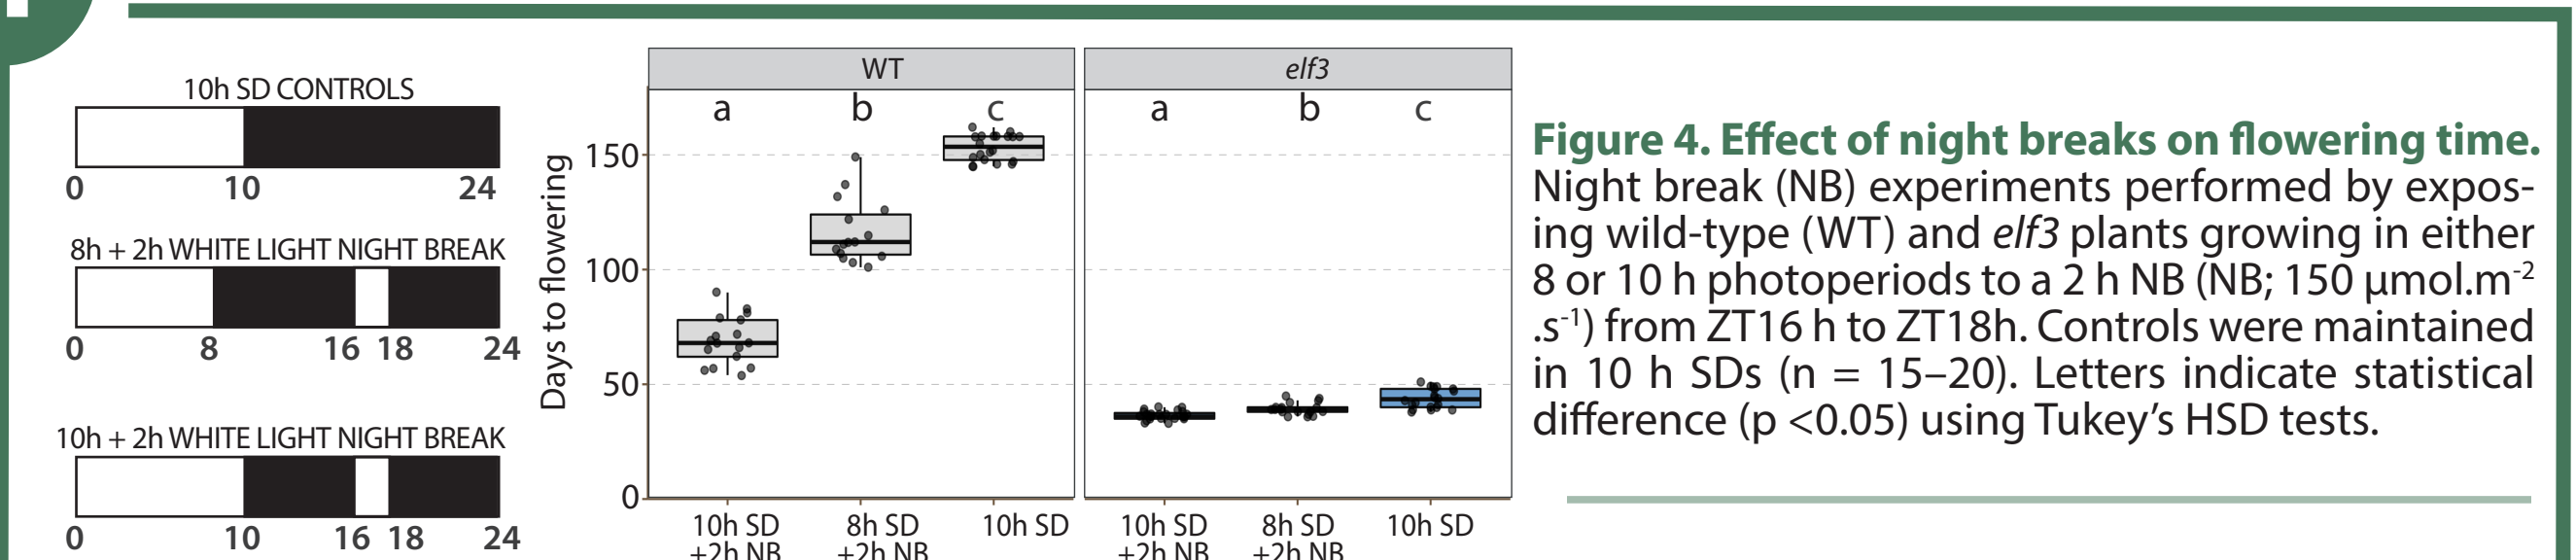 10h SD CONTROLS
0 10 24
8h + 2h WHITE LIGHT NIGHT BREAK
0 8 16 18 24
10h + 2h WHITE LIGHT NIGHT BREAK
0 10 16 18 24
Days to flowering
150
100
50
0
WT
a b c
10h SD 8h SD 10h SD
+2h NB +2h NB
elf3
a b c
10h SD 8h SD 10h SD
+2h NB +2h NB
Figure 4. Effect of night breaks on flowering time.
Night break (NB) experiments performed by expos-
ing wild-type (WT) and elf3 plants growing in either
8 or 10 h photoperiods to a 2 h NB (NB; 150 μmol.m⁻²
.s⁻¹) from ZT16 h to ZT18h. Controls were maintained
in 10 h SDs (n = 15–20). Letters indicate statistical
difference (p <0.05) using Tukey’s HSD tests.